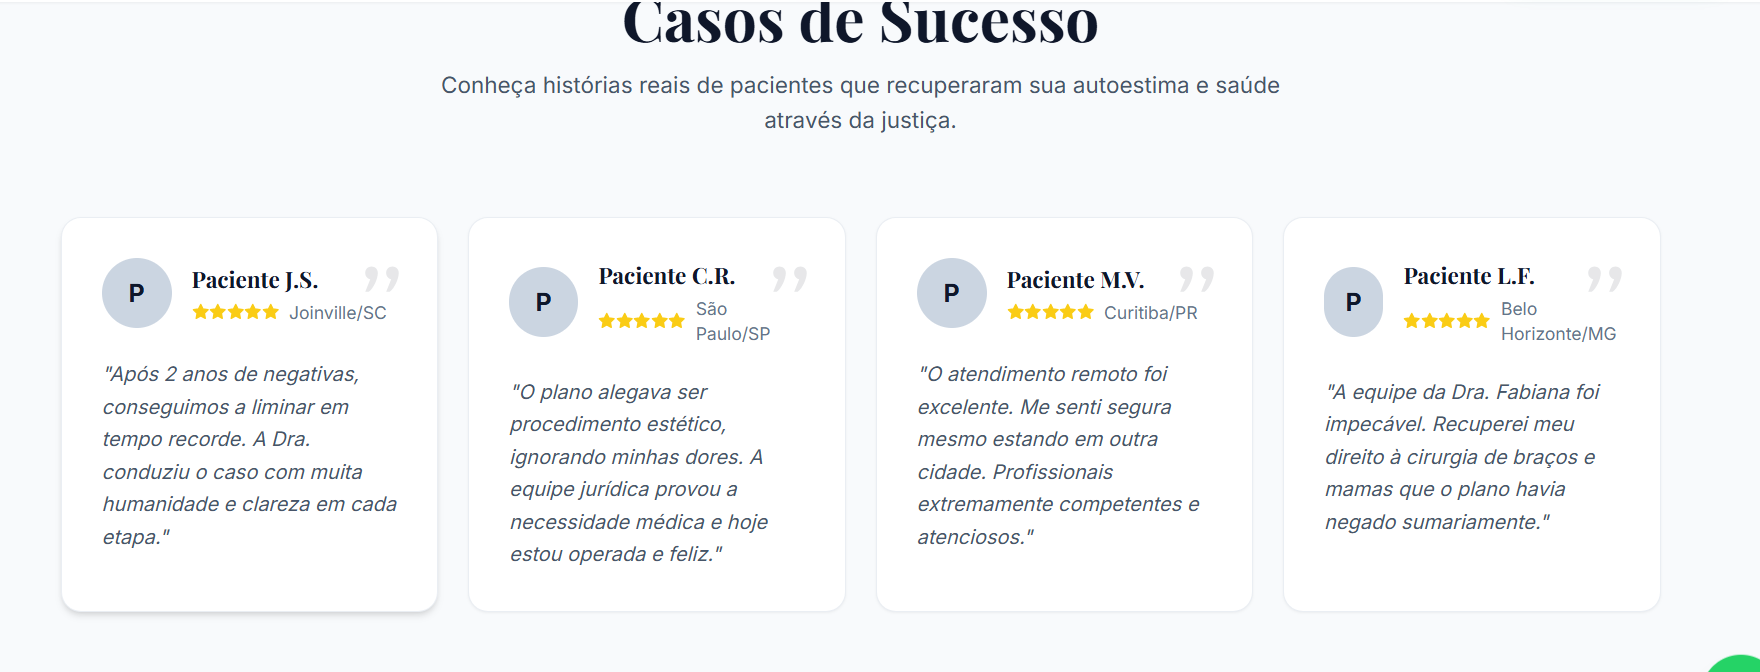 Casos de Sucesso
Conheça histórias reais de pacientes que recuperaram sua autoestima e saúde
através da justiça.
P
Paciente J.S.
Joinville/SC
"Após 2 anos de negativas,
conseguimos a liminar em
tempo recorde. A Dra.
conduziu o caso com muita
humanidade e clareza em cada
etapa."
P
Paciente C.R.
São
Paulo/SP
"O plano alegava ser
procedimento estético,
ignorando minhas dores. A
equipe jurídica provou a
necessidade médica e hoje
estou operada e feliz."
P
Paciente M.V.
Curitiba/PR
"O atendimento remoto foi
excelente. Me senti segura
mesmo estando em outra
cidade. Profissionais
extremamente competentes e
atenciosos."
P
Paciente L.F.
Belo
Horizonte/MG
"A equipe da Dra. Fabiana foi
impecável. Recuperei meu
direito à cirurgia de braços e
mamas que o plano havia
negado sumariamente."